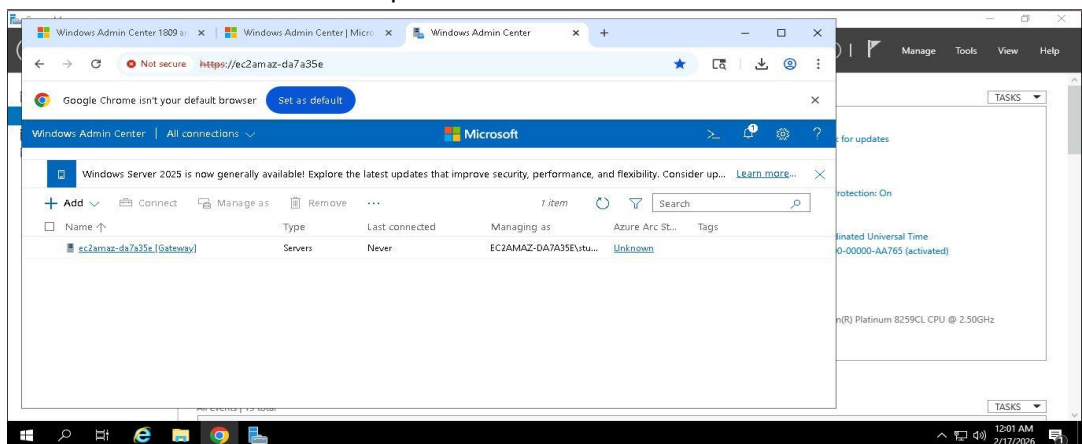 Windows Admin Center 1809 a
Windows Admin Center | Micro
Windows Admin Center
Not secure https://ec2amaz-da7a35e
Google Chrome isn't your default browser Set as default
Windows Admin Center | All connections Microsoft
Windows Server 2025 is now generally available! Explore the latest updates that improve security, performance, and flexibility. Consider up... Learn more...
Add Connect Manage as Remove ... 1 item Search
Name Type Last connected Managing as Azure Arc St... Tags
ec2amaz-da7a35e [Gateway] Servers Never EC2AMAZ-DA7A35E\stu... Unknown
Manage Tools View Help
TASKS
for updates
rotection: On
dinated Universal Time
0-00000-AA765 (activated)
n(R) Platinum 8259CL CPU @ 2.50GHz
TASKS
12:01 AM
2/17/2026